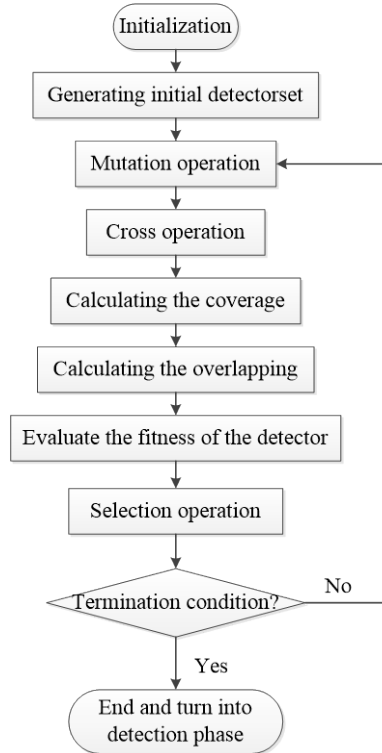 Initialization
Generating initial detectorset
Mutation operation
Cross operation
Calculating the coverage
Calculating the overlapping
Evaluate the fitness of the detector
Selection operation
Termination condition?
No
Yes
End and turn into
detection phase